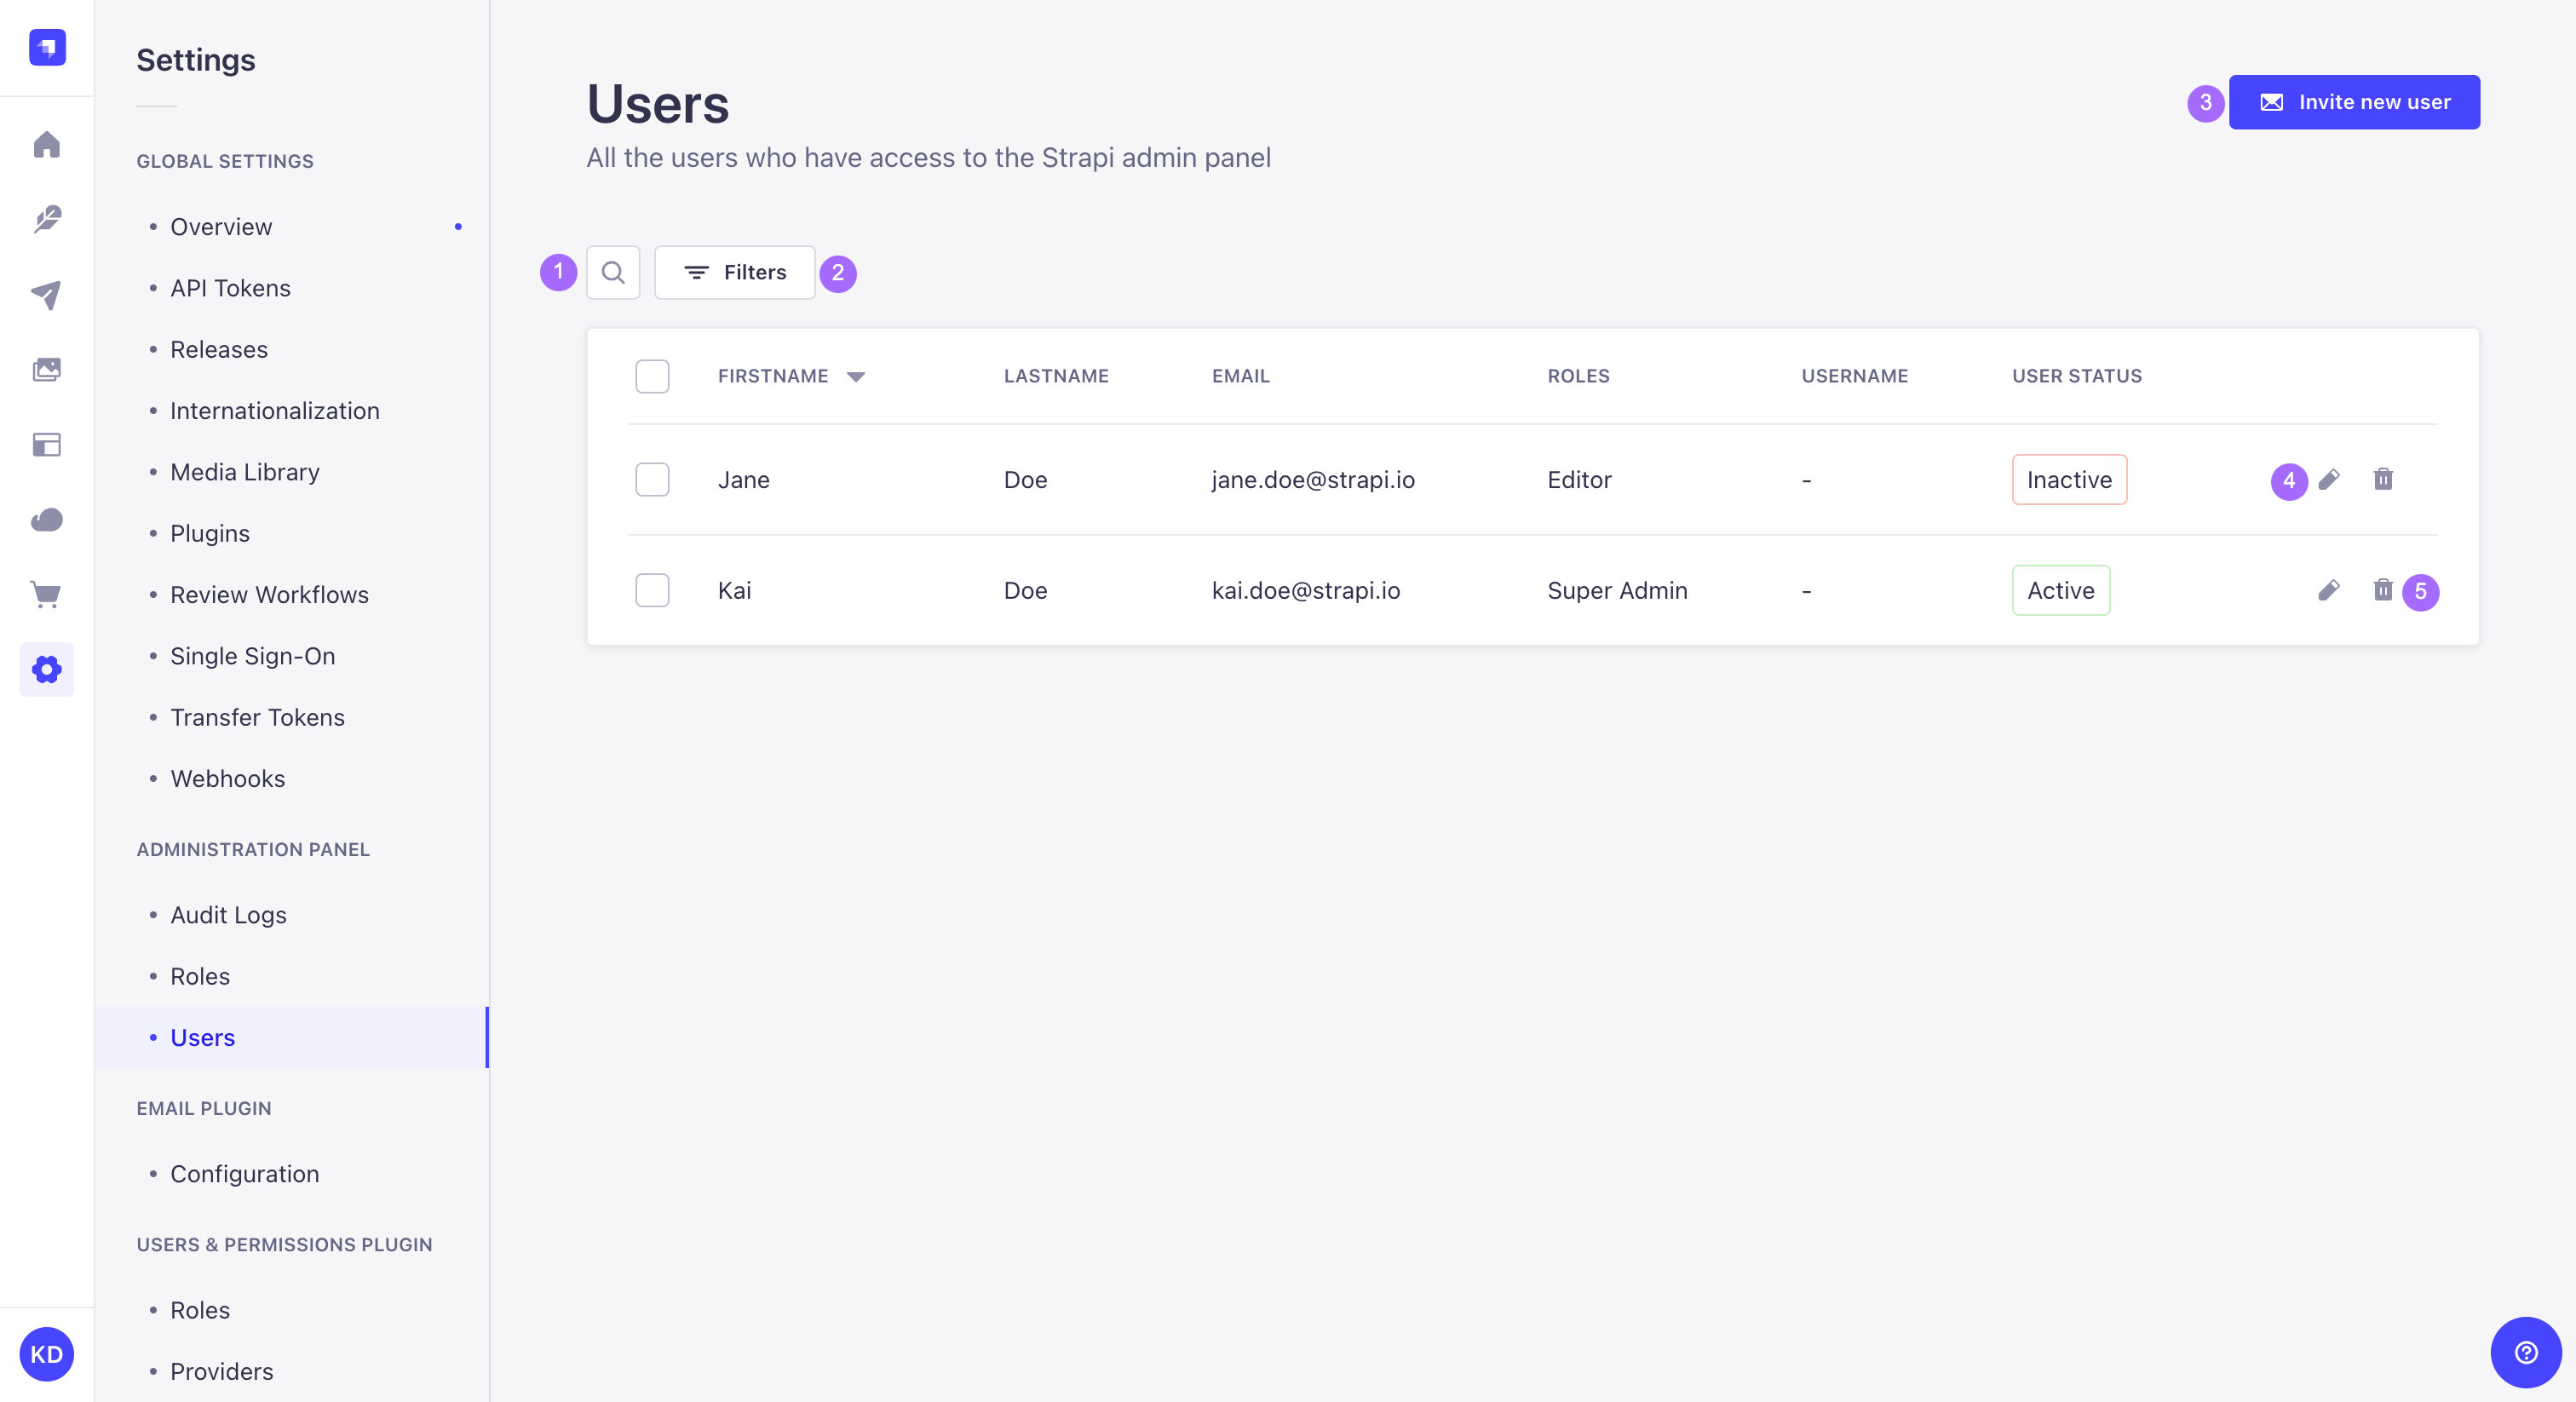 Settings
GLOBAL SETTINGS
Overview
API Tokens
Releases
Internationalization
Media Library
Plugins
Review Workflows
Single Sign-On
Transfer Tokens
Webhooks
ADMINISTRATION PANEL
Audit Logs
Roles
Users
EMAIL PLUGIN
Configuration
USERS & PERMISSIONS PLUGIN
Roles
Providers
KD
Users
All the users who have access to the Strapi admin panel
3 Invite new user
1 Filters 2
FIRSTNAME LASTNAME EMAIL ROLES USERNAME USER STATUS
Jane Doe jane.doe@strapi.io Editor - Inactive 4
Kai Doe kai.doe@strapi.io Super Admin - Active 5